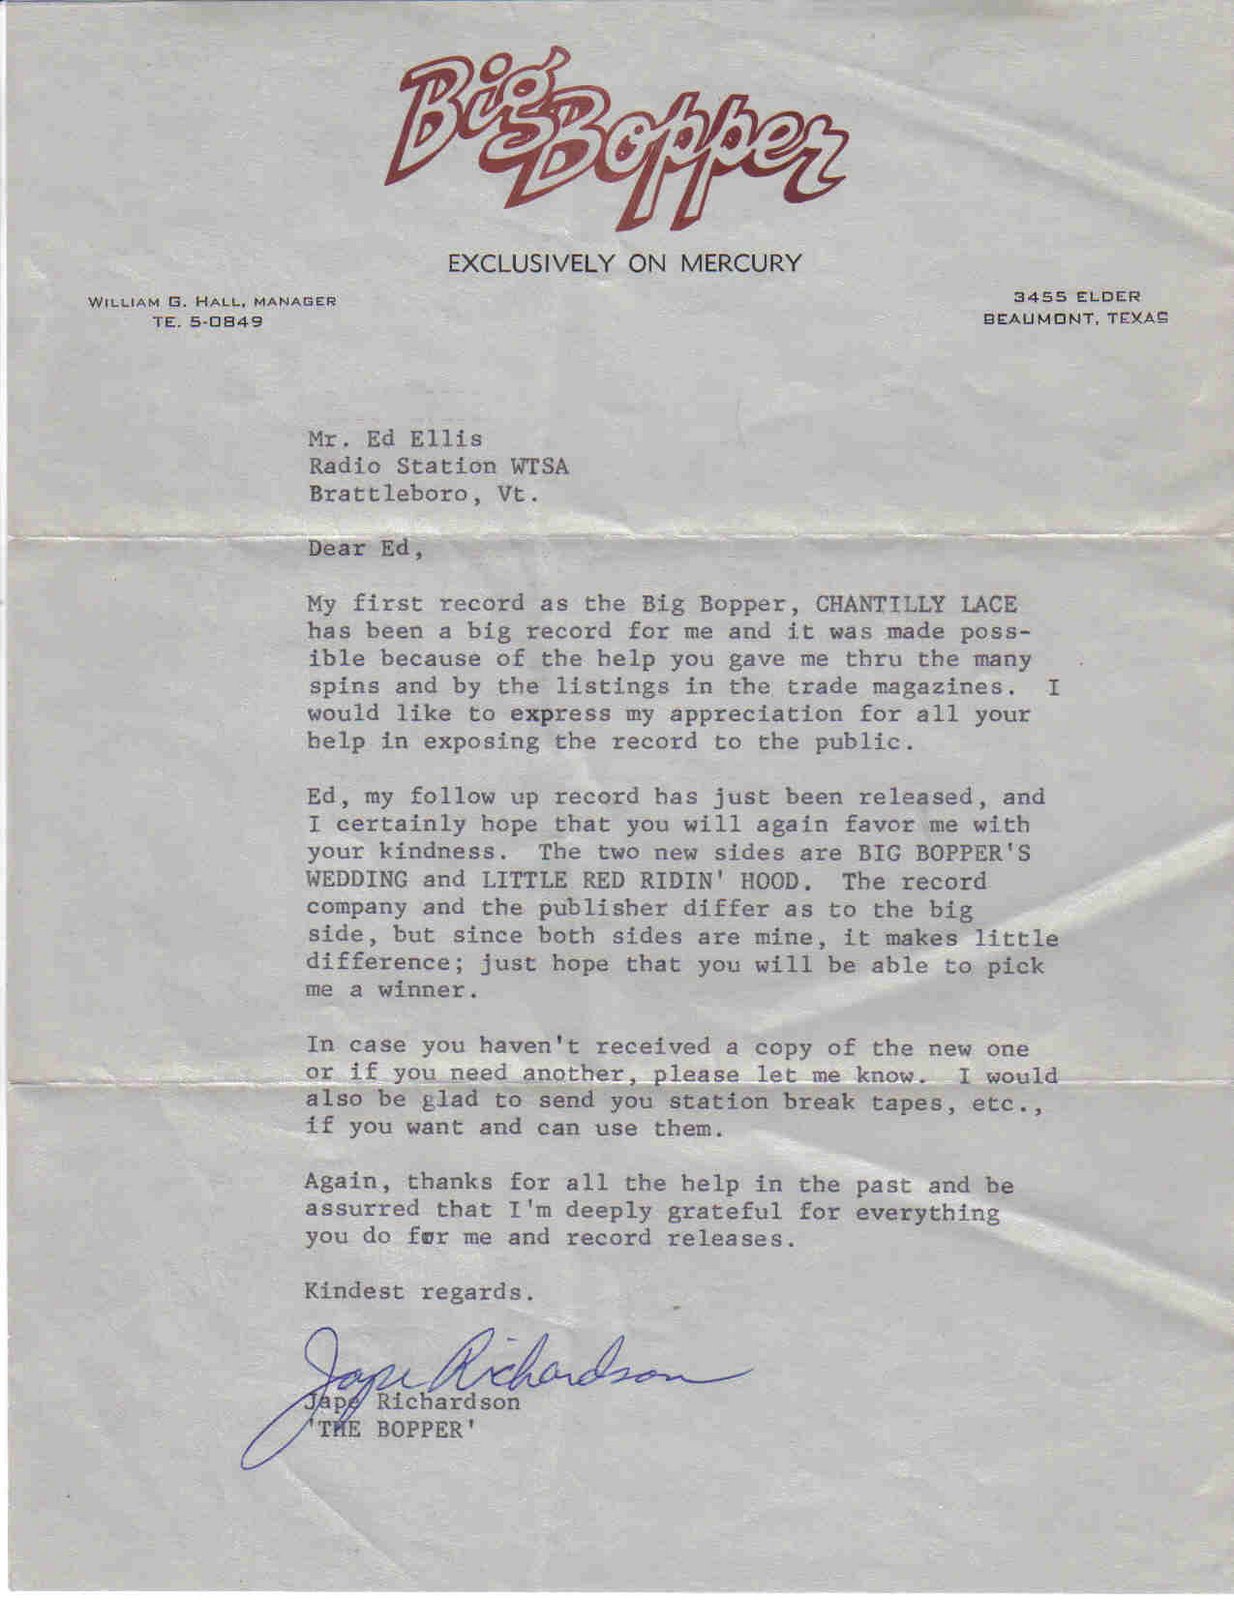 Big Bopper
EXCLUSIVELY ON MERCURY
WILLIAM G. HALL, MANAGER
TE. 5-0849
3455 ELDER
BEAUMONT, TEXAS
Mr. Ed Ellis
Radio Station WTSA
Brattleboro, Vt.
Dear Ed,
My first record as the Big Bopper, CHANTILLY LACE
has been a big record for me and it was made poss-
ible because of the help you gave me thru the many
spins and by the listings in the trade magazines.  I
would like to express my appreciation for all your
help in exposing the record to the public.
Ed, my follow up record has just been released, and
I certainly hope that you will again favor me with
your kindness.  The two new sides are BIG BOPPER'S
WEDDING and LITTLE RED RIDIN' HOOD.  The record
company and the publisher differ as to the big
side, but since both sides are mine, it makes little
difference; just hope that you will be able to pick
me a winner.
In case you haven't received a copy of the new one
or if you need another, please let me know.  I would
also be glad to send you station break tapes, etc.,
if you want and can use them.
Again, thanks for all the help in the past and be
assurred that I'm deeply grateful for everything
you do for me and record releases.
Kindest regards.
Jape Richardson
Jape Richardson
'THE BOPPER'